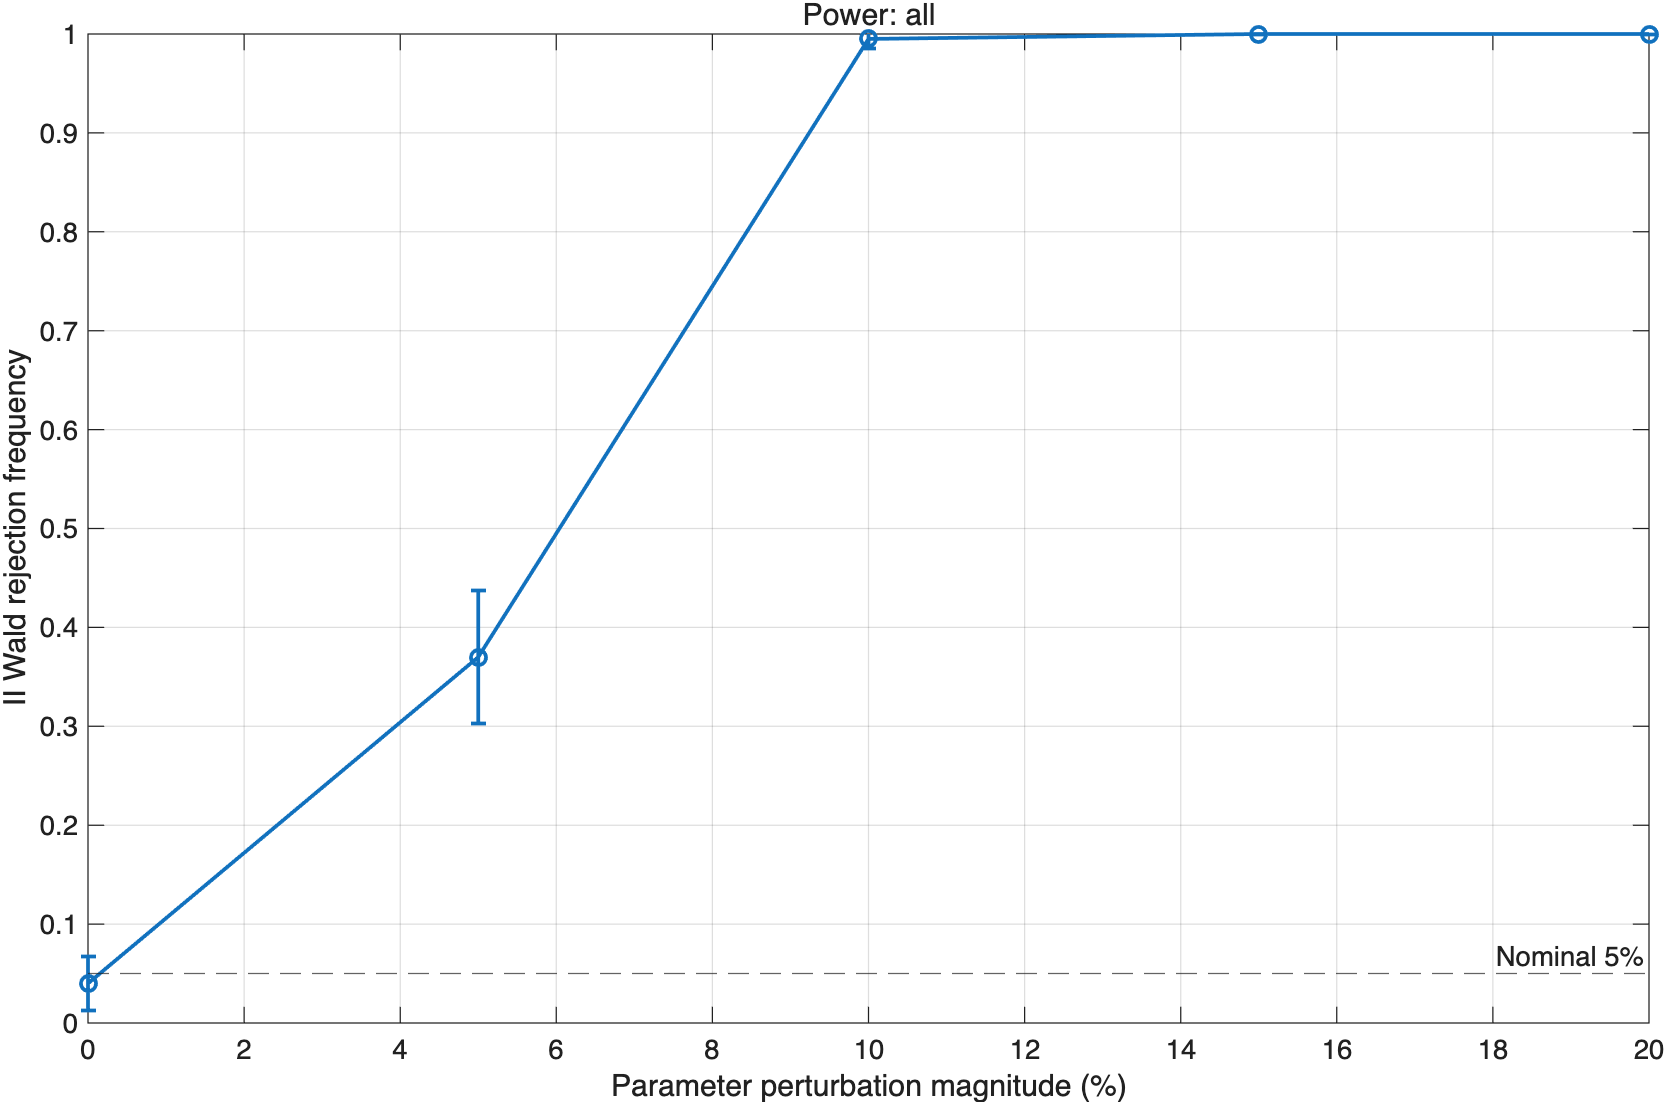 Power: all
1
0.9
0.8
0.7
0.6
0.5
0.4
0.3
0.2
0.1
0
II Wald rejection frequency
Nominal 5%
0 2 4 6 8 10 12 14 16 18 20
Parameter perturbation magnitude (%)